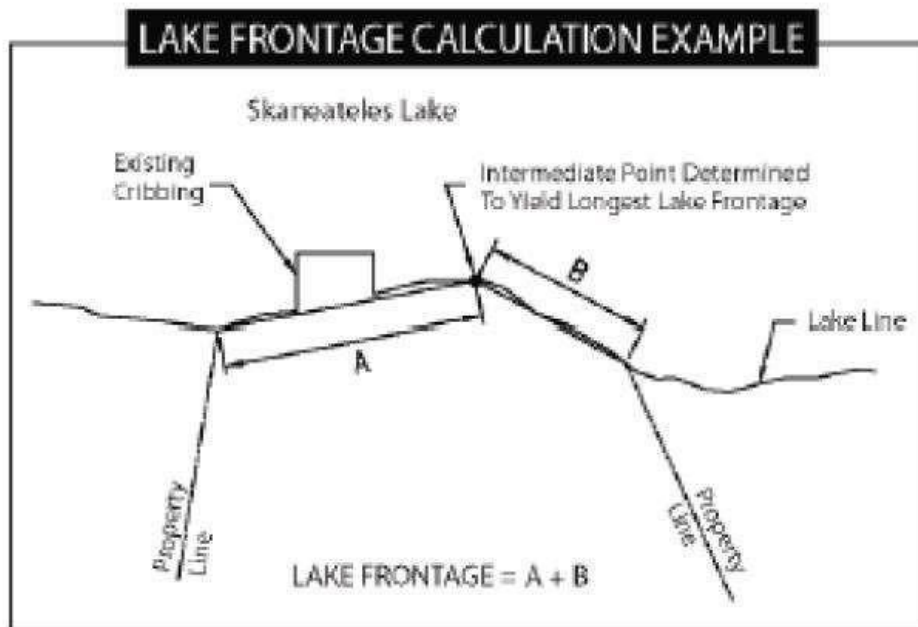 LAKE FRONTAGE CALCULATION EXAMPLE
Skaneateles Lake
Existing
Cribbing
Intermediate Point Determined
To Yield Longest Lake Frontage
B
A
Lake Line
Property
Line
Property
Line
LAKE FRONTAGE = A + B